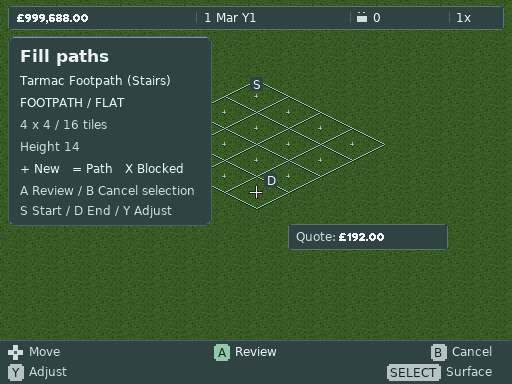 £999,688.00 1 Mar Y1 0 1x
Fill paths
Tarmac Footpath (Stairs)
FOOTPATH / FLAT
4 x 4 / 16 tiles
Height 14
+ New = Path X Blocked
A Review / B Cancel selection
S Start / D End / Y Adjust
S
D
Quote: £192.00
Move A Review B Cancel
Y Adjust SELECT Surface